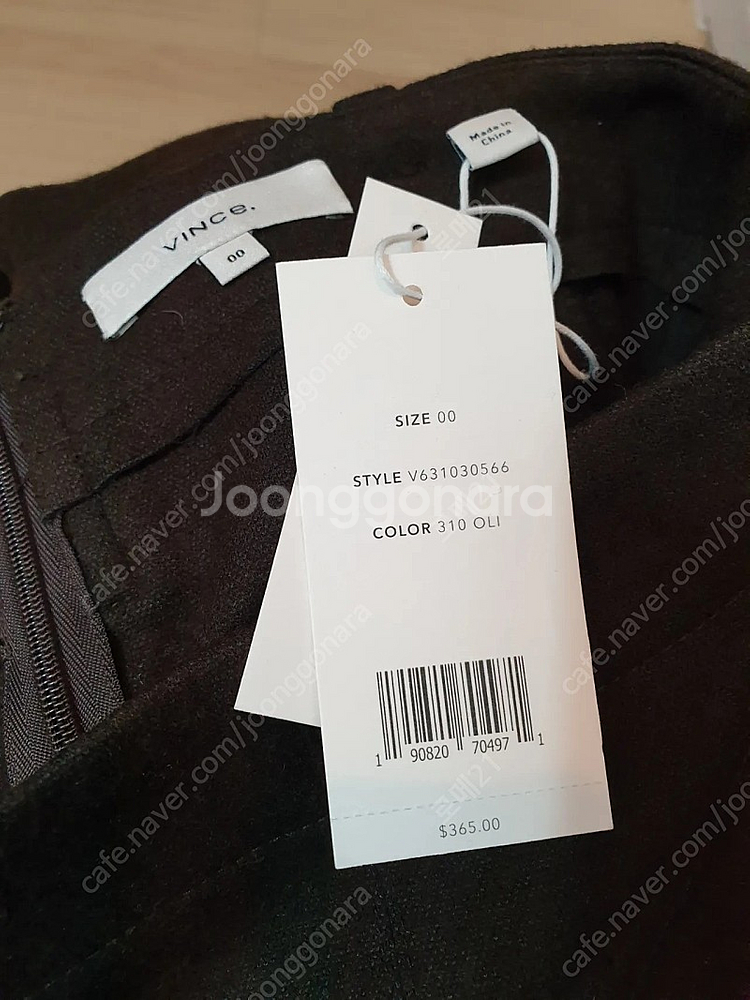 VINCE.
00
Made in
China
SIZE 00
STYLE V631030566
COLOR 310 OLI
1 90820 70497 1
$365.00
Joonggonara
cafe.naver.com/joonggonara